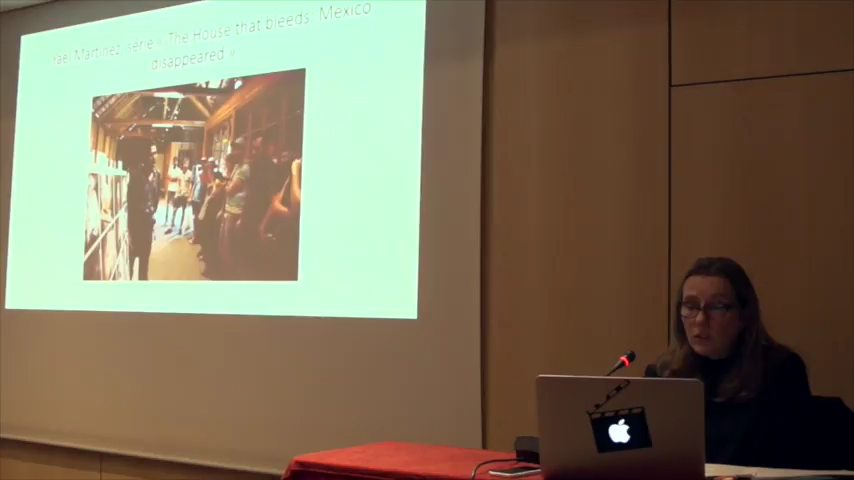 Yael Martinez, serie « The House that bleeds. Mexico
disappeared »